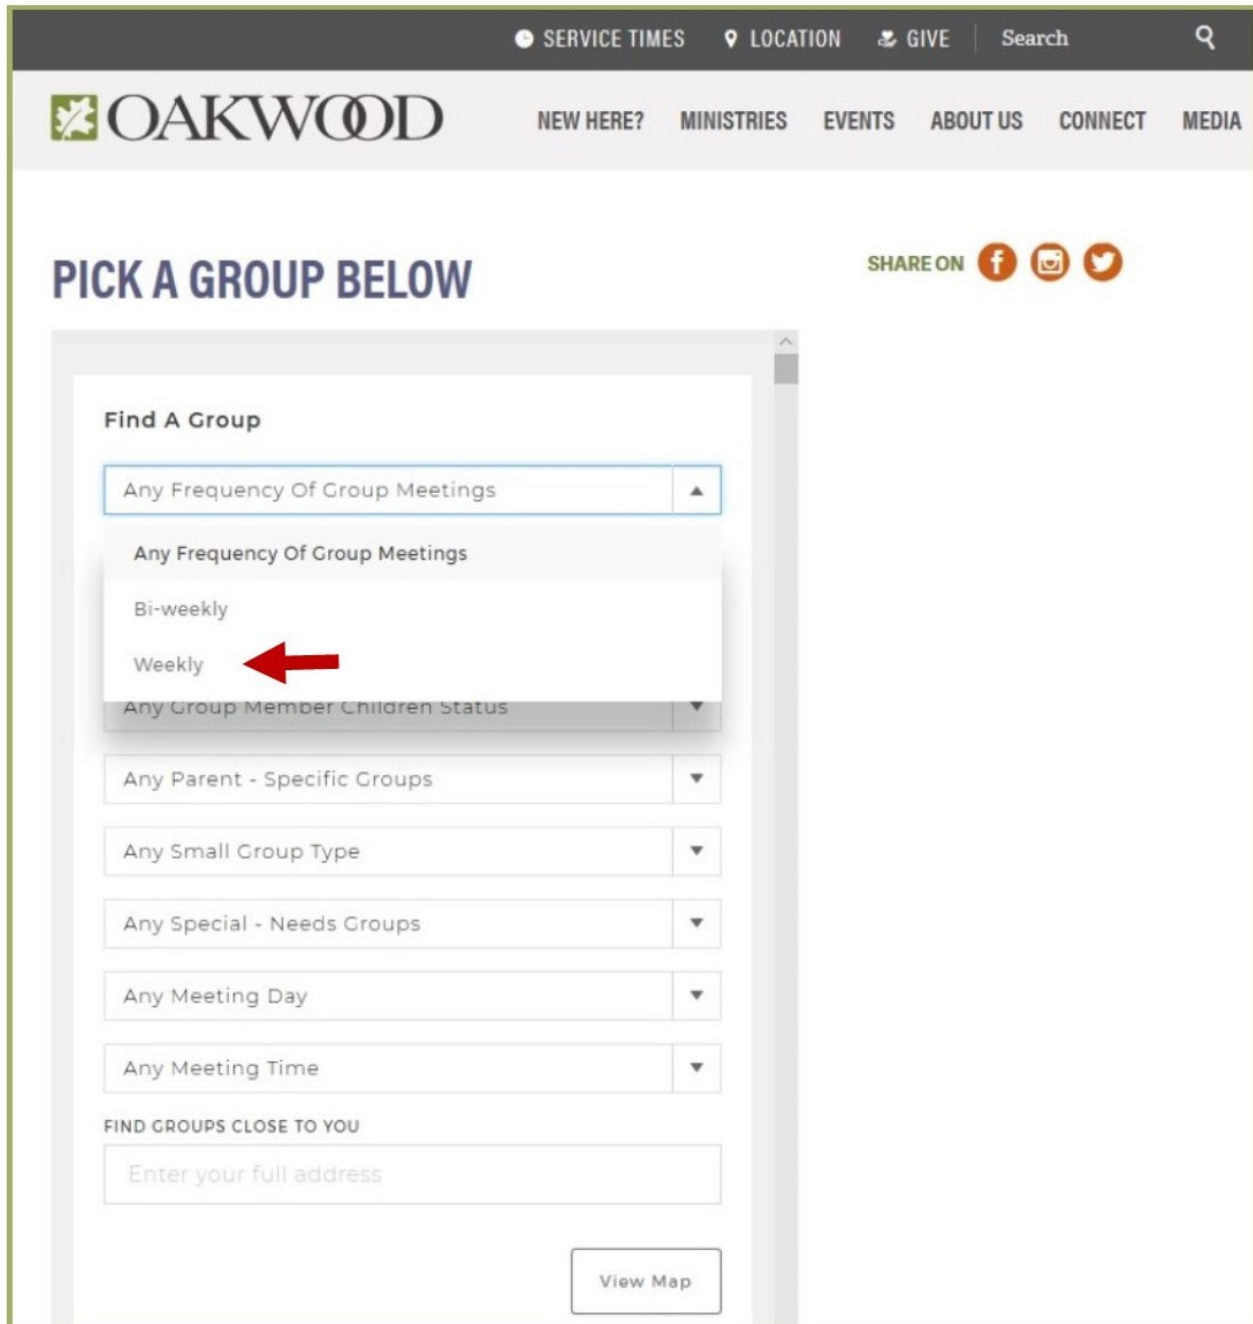 SERVICE TIMES LOCATION GIVE Search
OAKWOOD NEW HERE? MINISTRIES EVENTS ABOUT US CONNECT MEDIA
PICK A GROUP BELOW
SHARE ON
Find A Group
Any Frequency Of Group Meetings
Any Frequency Of Group Meetings
Bi-weekly
Weekly
Any Group Member Children Status
Any Parent - Specific Groups
Any Small Group Type
Any Special - Needs Groups
Any Meeting Day
Any Meeting Time
FIND GROUPS CLOSE TO YOU
Enter your full address
View Map